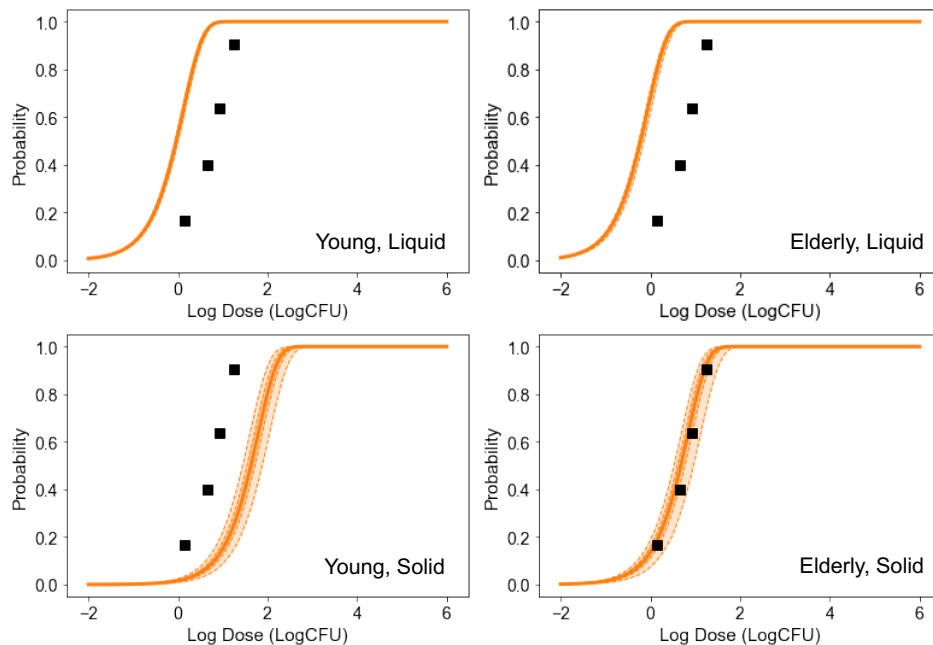 1.0
0.8
0.6
0.4
0.2
0.0
Probability
−2 0 2 4 6
Log Dose (LogCFU)
Young, Liquid
1.0
0.8
0.6
0.4
0.2
0.0
Probability
−2 0 2 4 6
Log Dose (LogCFU)
Elderly, Liquid
1.0
0.8
0.6
0.4
0.2
0.0
Probability
−2 0 2 4 6
Log Dose (LogCFU)
Young, Solid
1.0
0.8
0.6
0.4
0.2
0.0
Probability
−2 0 2 4 6
Log Dose (LogCFU)
Elderly, Solid